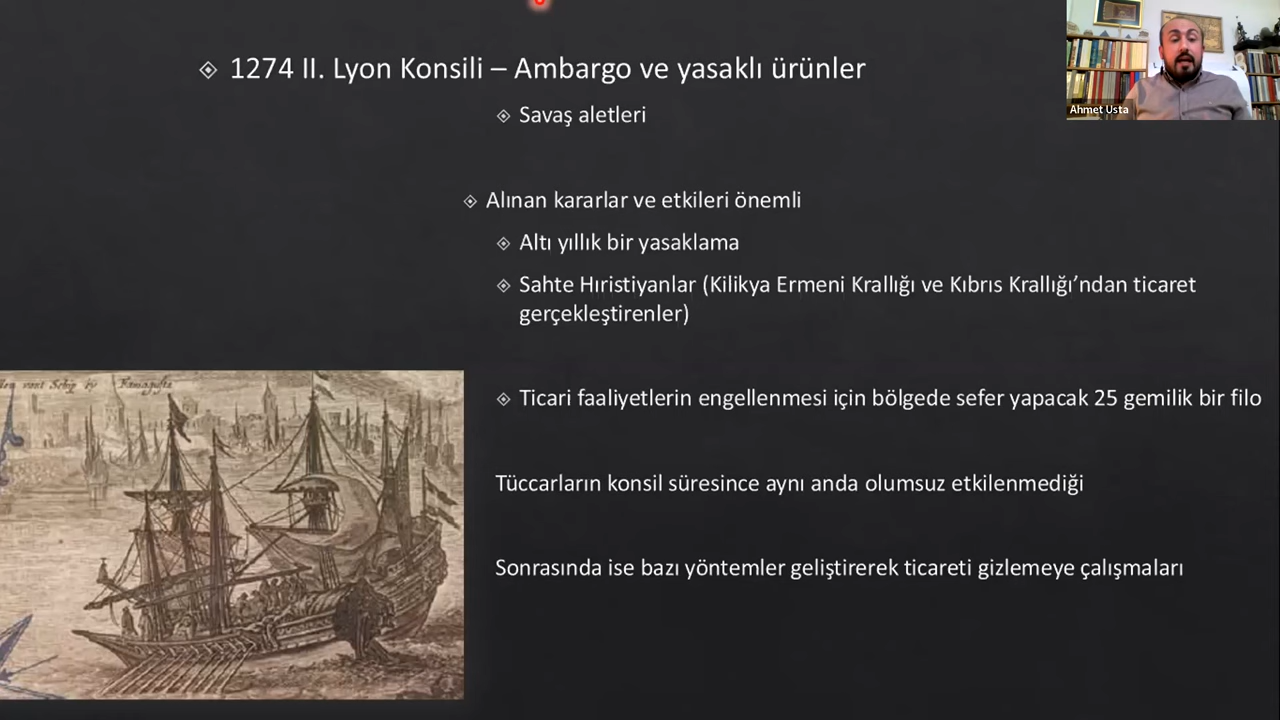 1274 II. Lyon Konsili – Ambargo ve yasaklı ürünler
Ahmet Usta
Savaş aletleri
Alınan kararlar ve etkileri önemli
Altı yıllık bir yasaklama
Sahte Hıristiyanlar (Kilikya Ermeni Krallığı ve Kıbrıs Krallığı’ndan ticaret
gerçekleştirenler)
Ticari faaliyetlerin engellenmesi için bölgede sefer yapacak 25 gemilik bir filo
Tüccarların konsil süresince aynı anda olumsuz etkilenmediği
Sonrasında ise bazı yöntemler geliştirerek ticareti gizlemeye çalışmaları